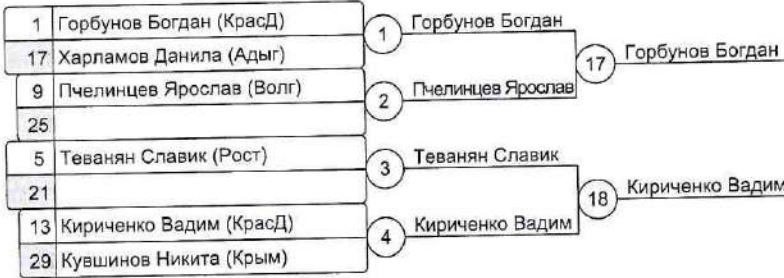 1 Горбунов Богдан (КрасД)
17 Харламов Данила (Адыг)
1 Горбунов Богдан
9 Пчелинцев Ярослав (Волг)
25
2 Пчелинцев Ярослав
17 Горбунов Богдан
5 Теванян Славик (Рост)
21
3 Теванян Славик
13 Кириченко Вадим (КрасД)
29 Кувшинов Никита (Крым)
4 Кириченко Вадим
18 Кириченко Вадим